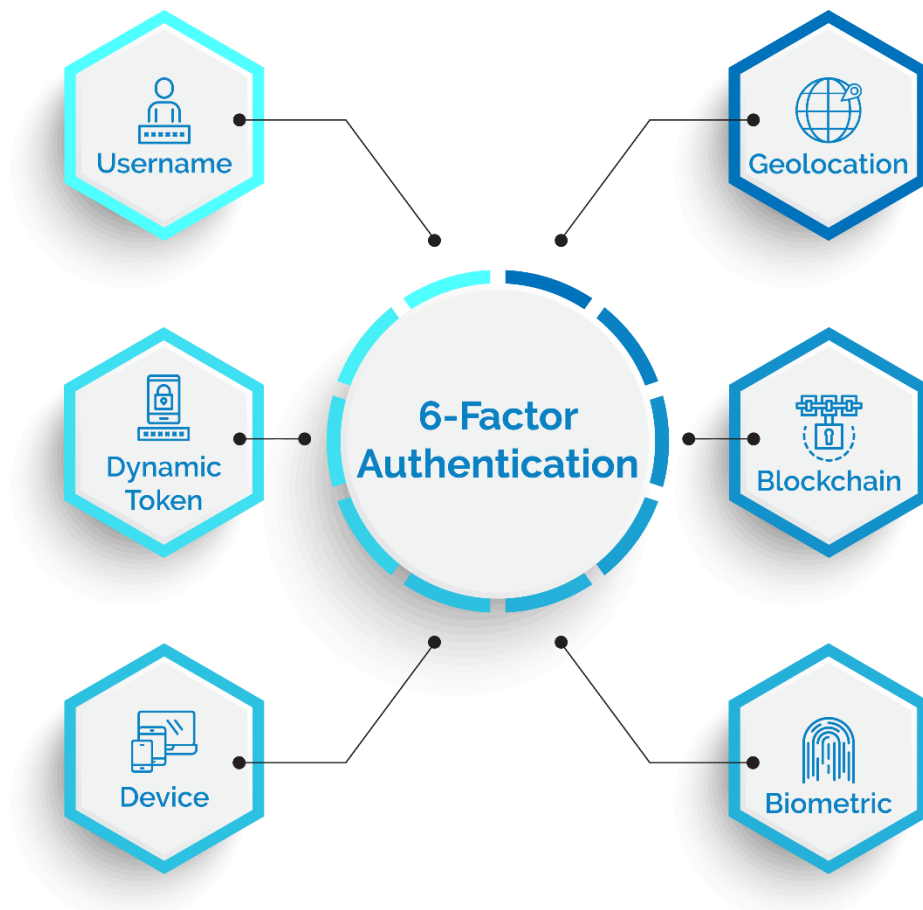 Username
Geolocation
6-Factor
Authentication
Dynamic
Token
Blockchain
Device
Biometric